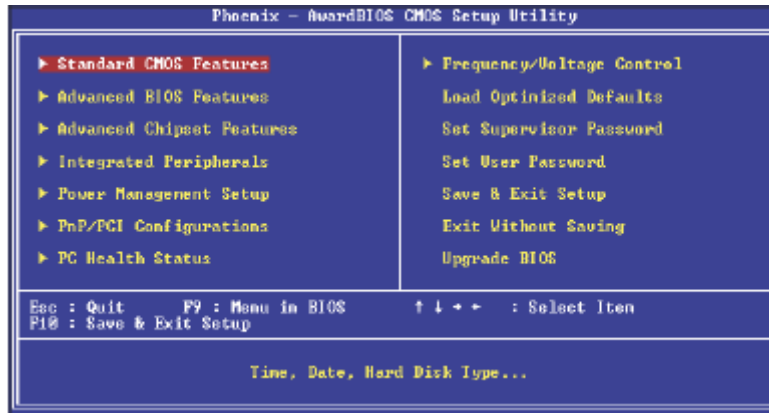 Phoenix - AwardBIOS CMOS Setup Utility
▶ Standard CMOS Features
▶ Advanced BIOS Features
▶ Advanced Chipset Features
▶ Integrated Peripherals
▶ Power Management Setup
▶ PnP/PCI Configurations
▶ PC Health Status
▶ Frequency/Voltage Control
Load Optimized Defaults
Set Supervisor Password
Set User Password
Save & Exit Setup
Exit Without Saving
Upgrade BIOS
Esc : Quit F9 : Menu in BIOS ↑ ↓ → ← : Select Item
F10 : Save & Exit Setup
Time, Date, Hard Disk Type...